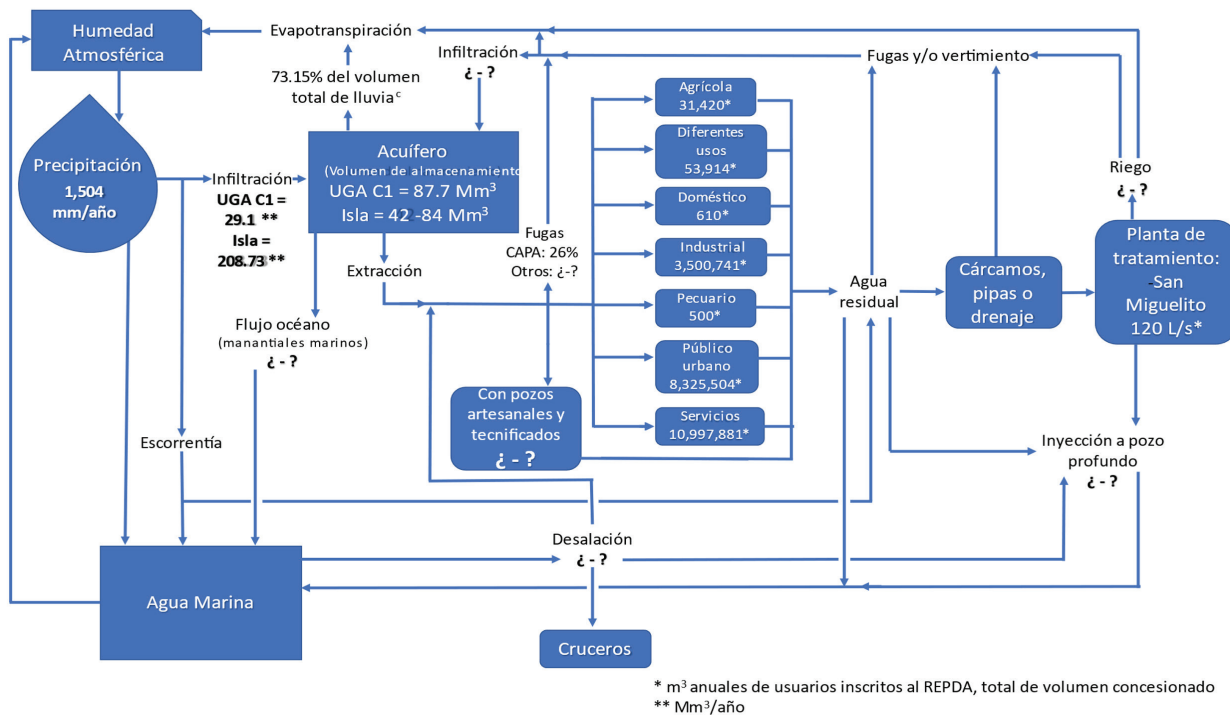 Humedad
Atmosférica
Evapotranspiración
73.15% del volumen
total de lluviaᶜ
Infiltración
¿ - ?
Fugas y/o vertimiento
Precipitación
1,504
mm/año
Infiltración
UGA C1 =
29.1 **
Isla =
208.73 **
Acuífero
(Volumen de almacenamiento
UGA C1 = 87.7 Mm³
Isla = 42 -84 Mm³
Extracción
Flujo océano
(manantiales marinos)
¿ - ?
Escorrentía
Fugas
CAPA: 26%
Otros: ¿-?
Con pozos
artesanales y
tecnificados
¿ - ?
Agrícola
31,420*
Diferentes
usos
53,914*
Doméstico
610*
Industrial
3,500,741*
Pecuario
500*
Público
urbano
8,325,504*
Servicios
10,997,881*
Agua
residual
Cárcamos,
pipas o
drenaje
Riego
¿ - ?
Planta de
tratamiento:
-San
Miguelito
120 L/s*
Inyección a pozo
profundo
¿ - ?
Desalación
¿ - ?
Agua Marina
Cruceros
* m³ anuales de usuarios inscritos al REPDA, total de volumen concesionado
** Mm³/año